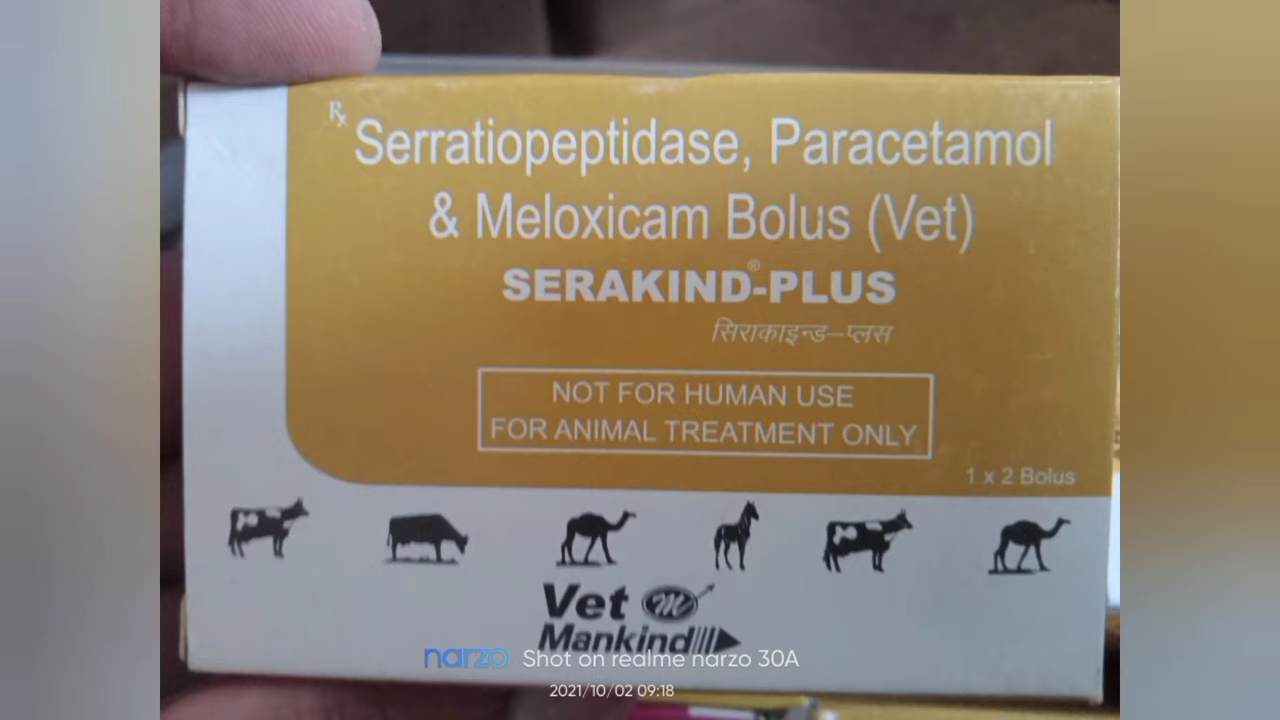 Rx
Serratiopeptidase, Paracetamol
& Meloxicam Bolus (Vet)
SERAKIND®-PLUS
सिराकाइन्ड–प्लस
NOT FOR HUMAN USE
FOR ANIMAL TREATMENT ONLY
1 x 2 Bolus
Vet m
Mankind
narzo Shot on realme narzo 30A
2021/10/02 09:18